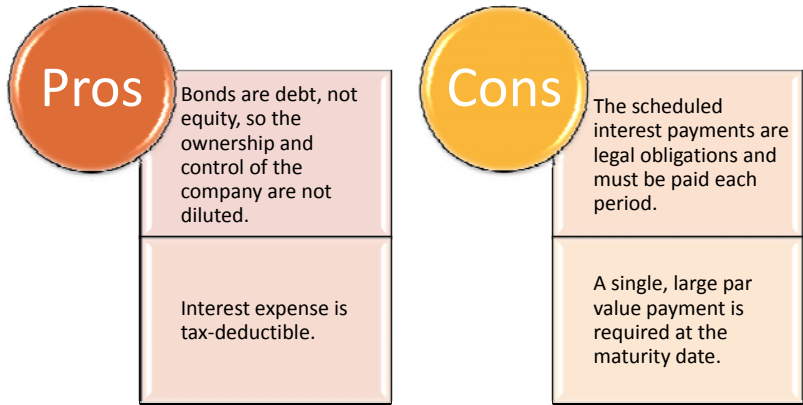 Pros
Bonds are debt, not
equity, so the
ownership and
control of the
company are not
diluted.
Interest expense is
tax-deductible.
Cons
The scheduled
interest payments are
legal obligations and
must be paid each
period.
A single, large par
value payment is
required at the
maturity date.